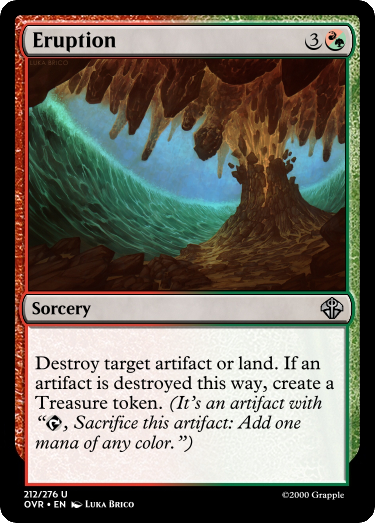 Eruption 3
LUKA BRICO
Sorcery
Destroy target artifact or land. If an
artifact is destroyed this way, create a
Treasure token. (It's an artifact with
“, Sacrifice this artifact: Add one
mana of any color.”)
212/276 U
OVR • EN Luka Brico
©2000 Grapple